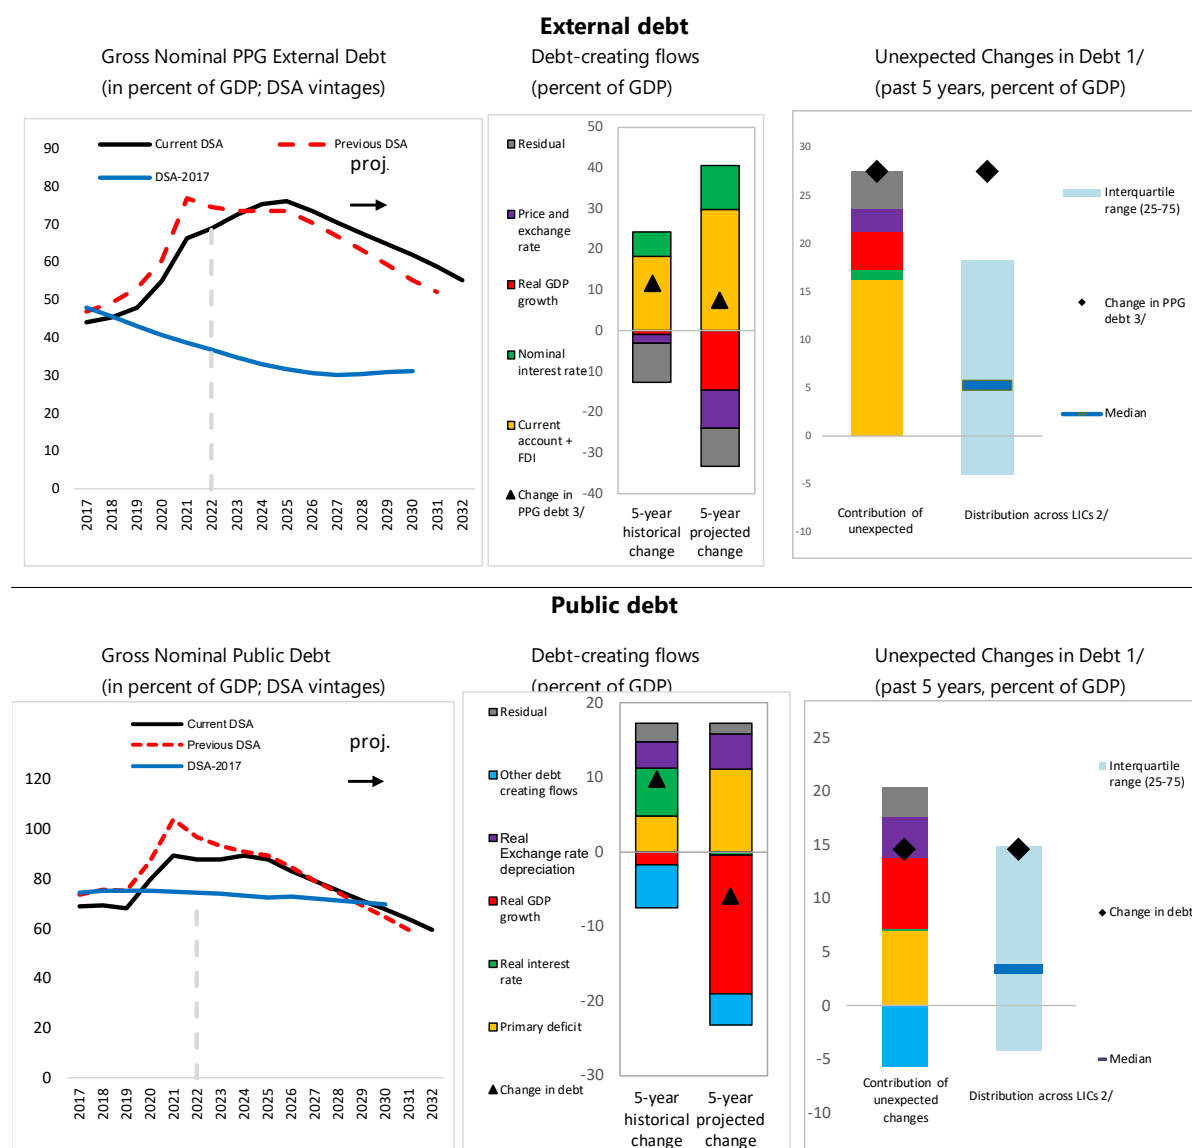 External debt
Gross Nominal PPG External Debt
(in percent of GDP; DSA vintages)
Debt-creating flows
(percent of GDP)
Unexpected Changes in Debt 1/
(past 5 years, percent of GDP)
Current DSA
Previous DSA
DSA-2017
proj.
90
80
70
60
50
40
30
20
10
0
2017
2018
2019
2020
2021
2022
2023
2024
2025
2026
2027
2028
2029
2030
2031
2032
Residual
Price and
exchange
rate
Real GDP
growth
Nominal
interest rate
Current
account +
FDI
Change in
PPG debt 3/
50
40
30
20
10
0
-10
-20
-30
-40
5-year
historical
change
5-year
projected
change
30
25
20
15
10
5
0
-5
-10
Contribution of
unexpected
Distribution across LICs 2/
Interquartile
range (25-75)
Change in PPG
debt 3/
Median
Public debt
Gross Nominal Public Debt
(in percent of GDP; DSA vintages)
Debt-creating flows
(percent of GDP)
Unexpected Changes in Debt 1/
(past 5 years, percent of GDP)
Current DSA
Previous DSA
DSA-2017
proj.
120
100
80
60
40
20
0
2017
2018
2019
2020
2021
2022
2023
2024
2025
2026
2027
2028
2029
2030
2031
2032
Residual
Other debt
creating flows
Real
Exchange rate
depreciation
Real GDP
growth
Real interest
rate
Primary deficit
Change in debt
20
10
0
-10
-20
-30
5-year
historical
change
5-year
projected
change
25
20
15
10
5
0
-5
-10
Contribution of
unexpected
changes
Distribution across LICs 2/
Interquartile
range (25-75)
Change in debt
Median